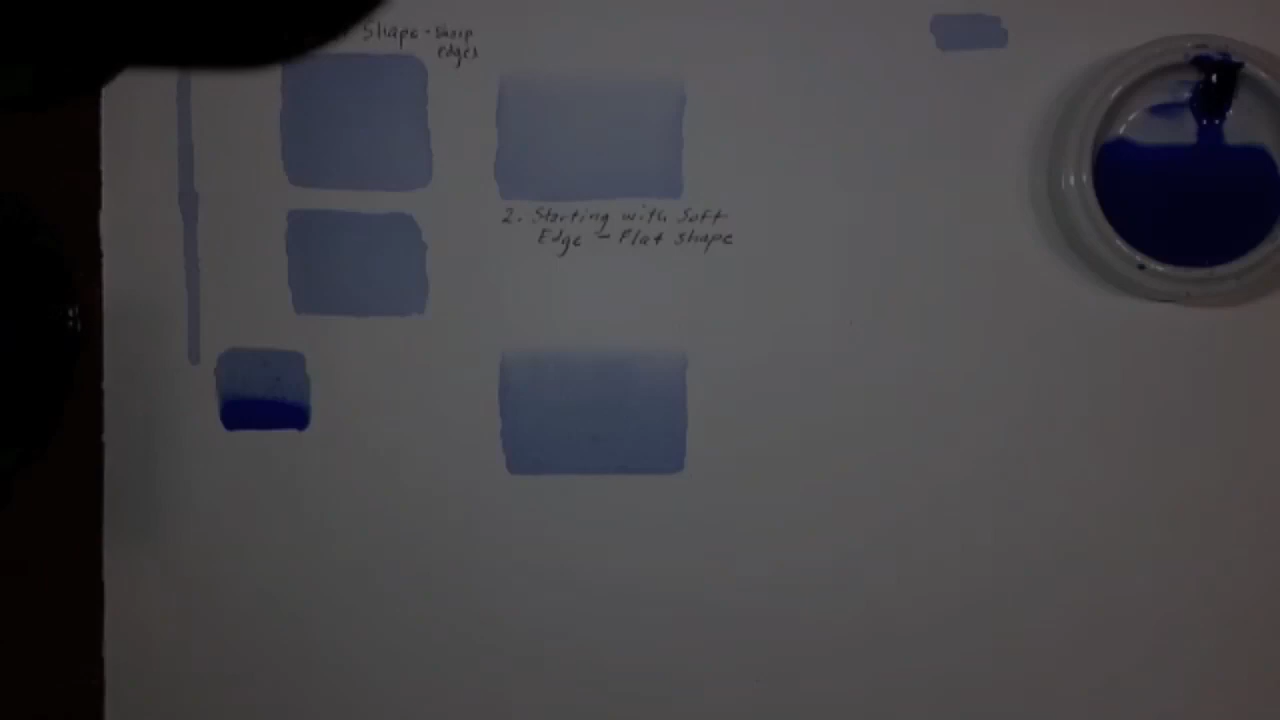 Shape - Sharp
edges
2. Starting with Soft
Edge - Flat shape